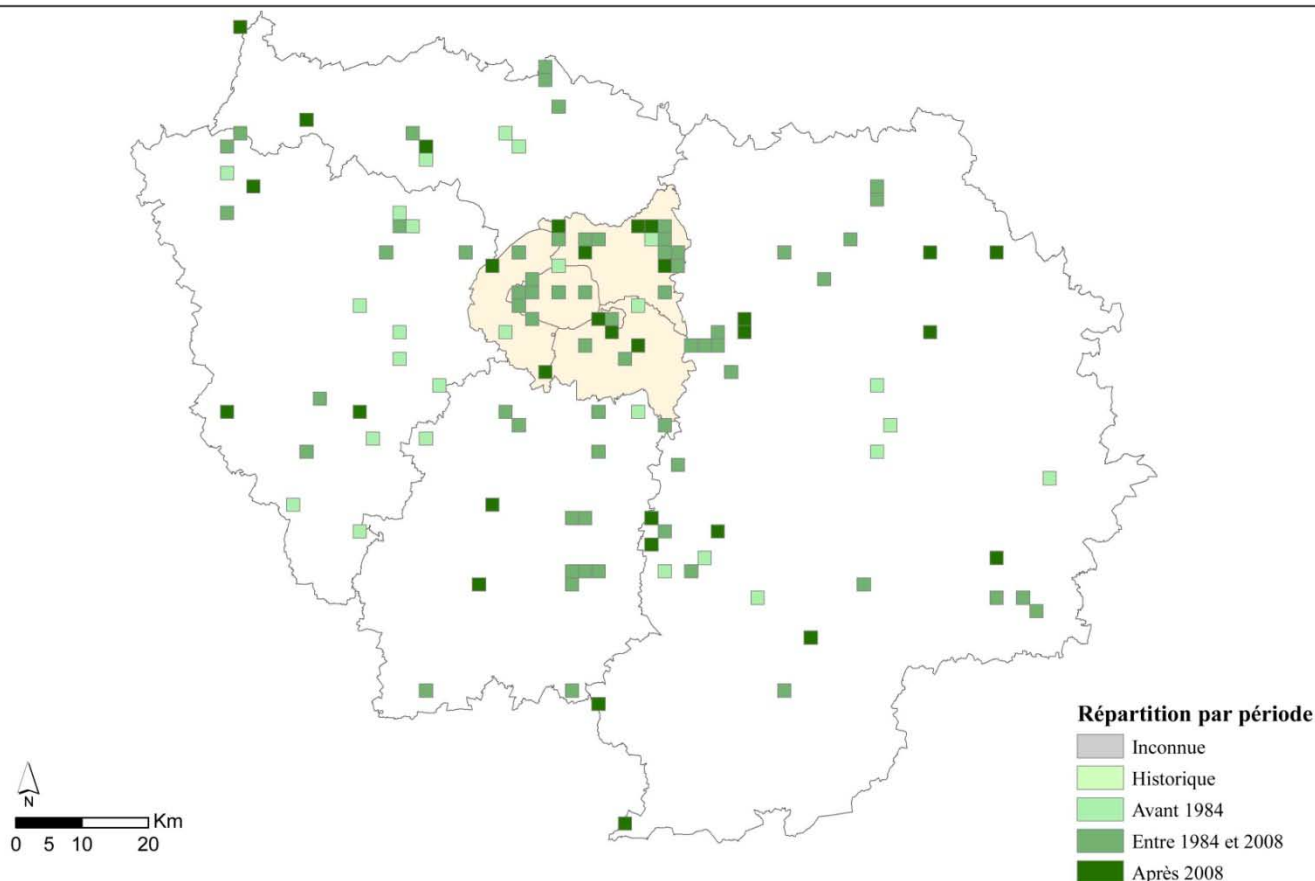 Répartition par période
Inconnue
Historique
Avant 1984
Entre 1984 et 2008
Après 2008
N
Km
0 5 10 20